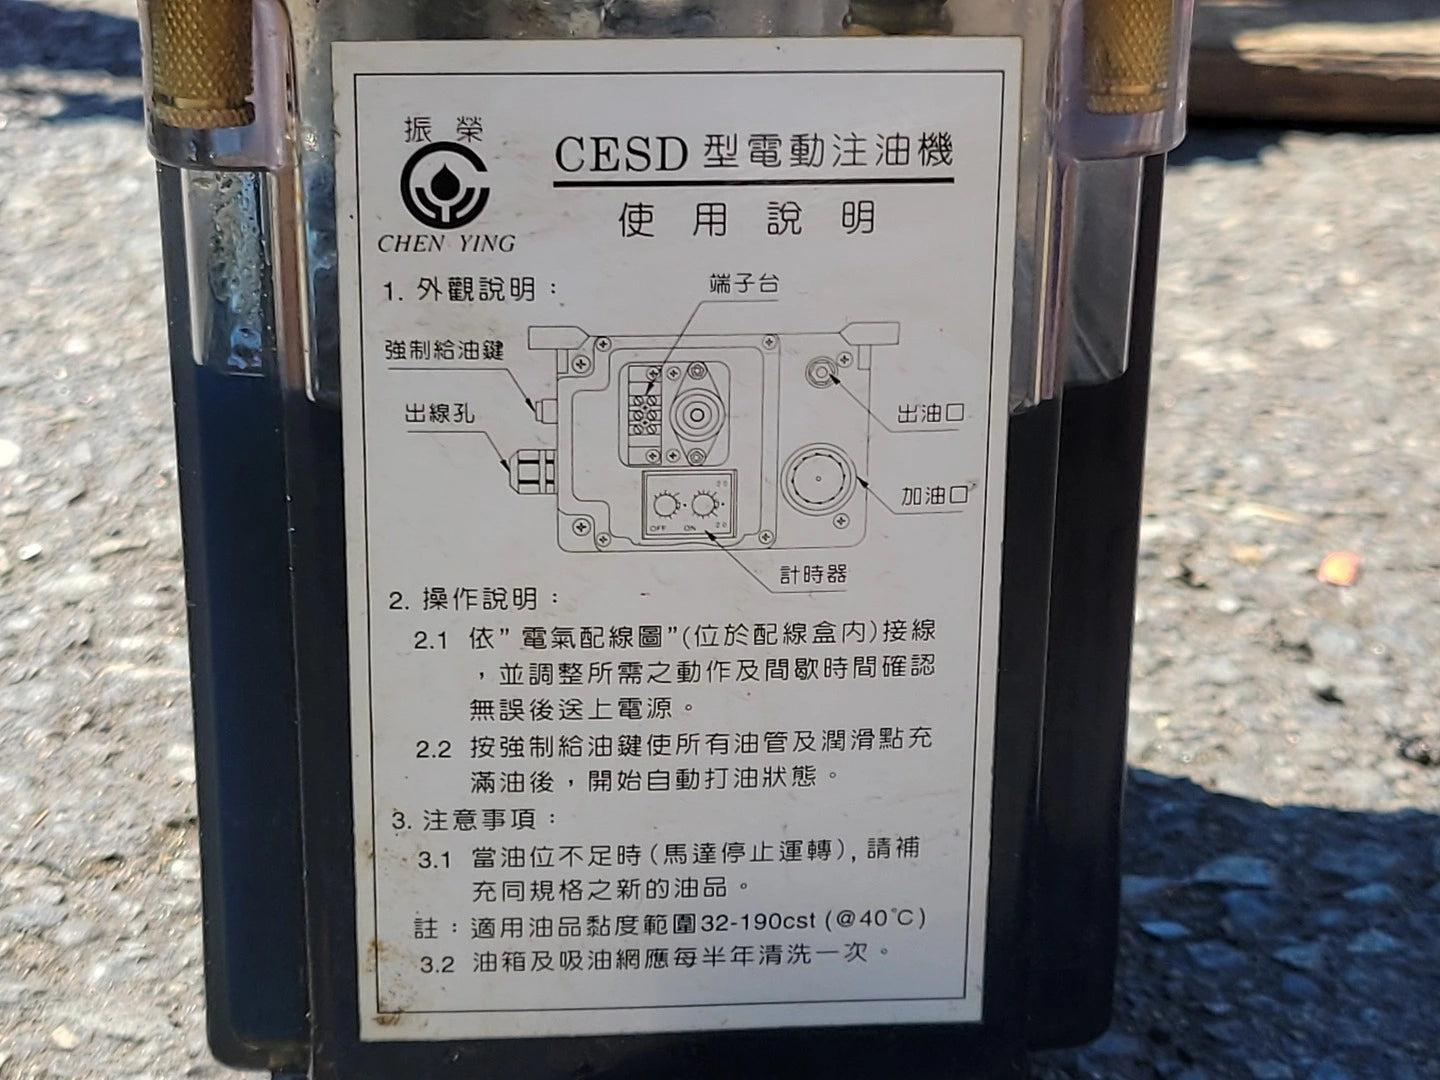 振榮
CHEN YING
CESD 型電動注油機
使用說明
1. 外觀說明：
端子台
強制給油鍵
出線孔
出油口
加油口
20
OFF ON 20
計時器
2. 操作說明：
2.1 依”電氣配線圖”(位於配線盒內)接線
，並調整所需之動作及間歇時間確認
無誤後送上電源。
2.2 按強制給油鍵使所有油管及潤滑點充
滿油後，開始自動打油狀態。
3. 注意事項：
3.1 當油位不足時(馬達停止運轉), 請補
充同規格之新的油品。
註：適用油品黏度範圍32-190cst (@40℃)
3.2 油箱及吸油網應每半年清洗一次。